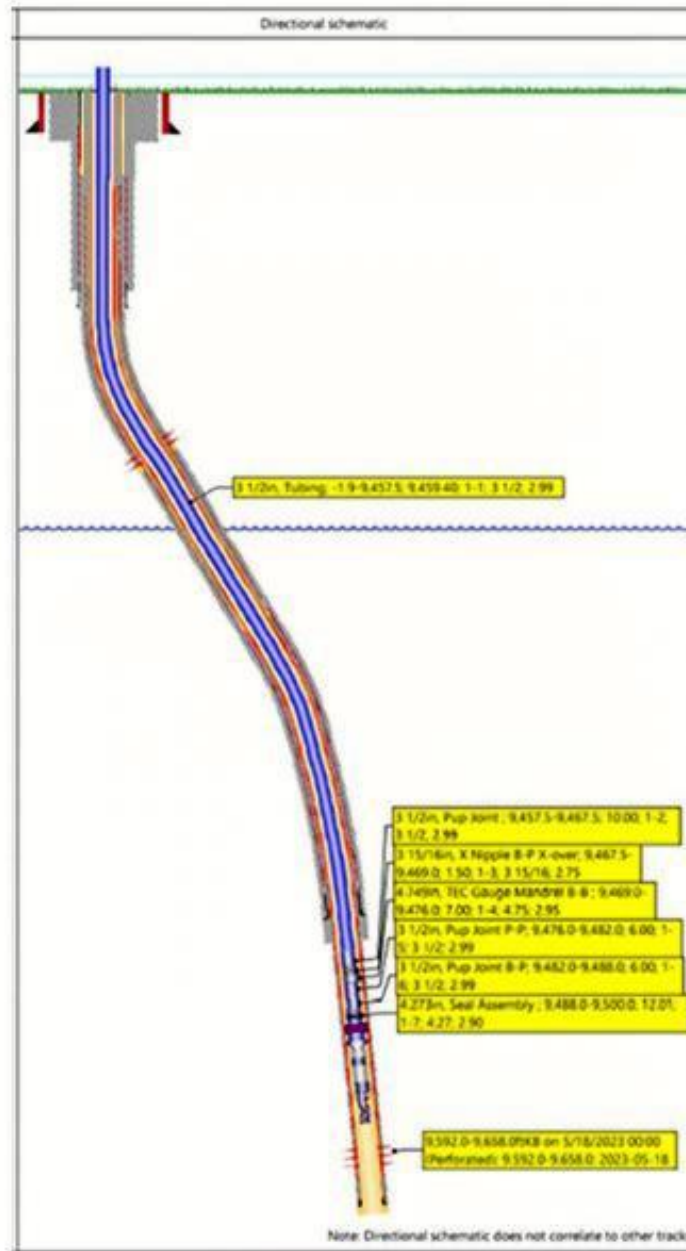 Directional schematic
3 1/2in, Tubing; -1.9-9,457.5; 9,459.40; 1-1; 3 1/2; 2.99
3 1/2in, Pup Joint ; 9,457.5-9,467.5; 10.00; 1-2;
3 1/2; 2.99
3 15/16in, X Nipple B-P X-over; 9,467.5-
9,469.0; 1.50; 1-3; 3 15/16; 2.75
4.749in, TEC Gauge Mandrel B-B ; 9,469.0-
9,476.0; 7.00; 1-4; 4.75; 2.95
3 1/2in, Pup Joint P-P; 9,476.0-9,482.0; 6.00; 1-
5; 3 1/2; 2.99
3 1/2in, Pup Joint B-P; 9,482.0-9,488.0; 6.00; 1-
6; 3 1/2; 2.99
4.273in, Seal Assembly ; 9,488.0-9,500.0; 12.01;
1-7; 4.27; 2.90
9,592.0-9,658.0ftKB on 5/18/2023 00:00
(Perforated); 9,592.0-9,658.0; 2023-05-18
Note: Directional schematic does not correlate to other track